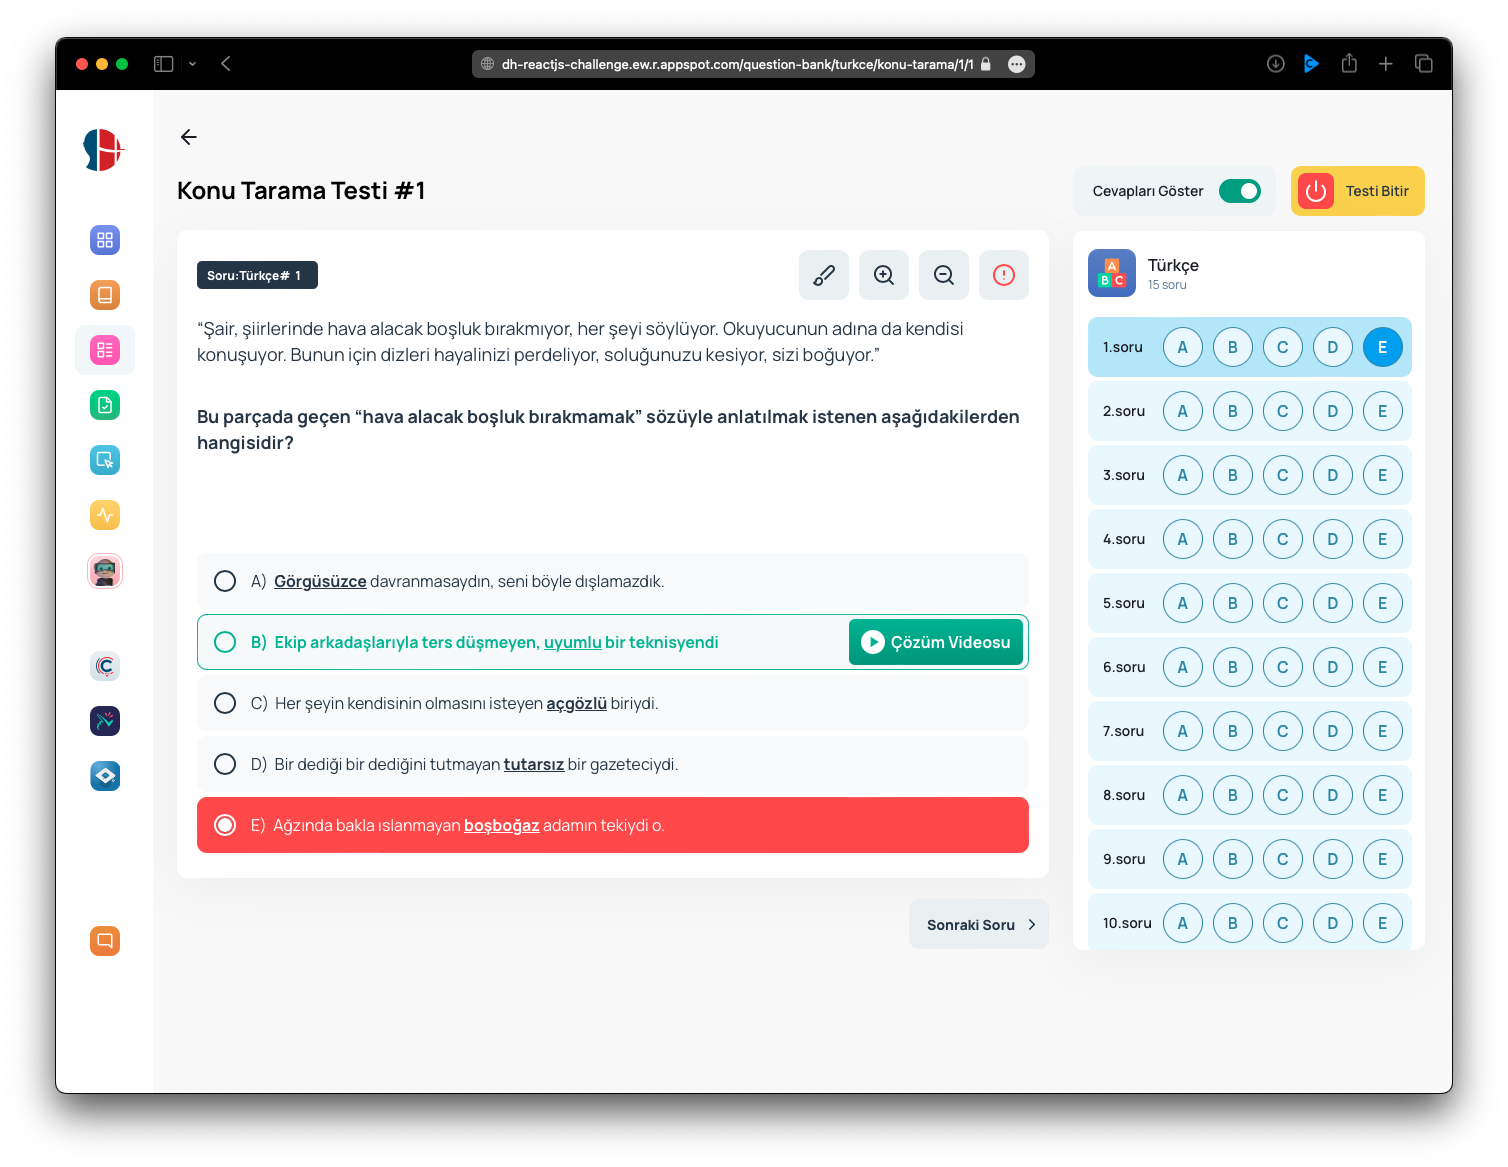 dh-reactjs-challenge.ew.r.appspot.com/question-bank/turkce/konu-tarama/1/1
Konu Tarama Testi #1
Cevapları Göster
Testi Bitir
Soru:Türkçe# 1
“Şair, şiirlerinde hava alacak boşluk bırakmıyor, her şeyi söylüyor. Okuyucunun adına da kendisi
konuşuyor. Bunun için dizleri hayalinizi perdeliyor, soluğunuzu kesiyor, sizi boğuyor.”
Bu parçada geçen “hava alacak boşluk bırakmamak” sözüyle anlatılmak istenen aşağıdakilerden
hangisidir?
A) Görgüsüzce davranmasaydın, seni böyle dışlamazdık.
B) Ekip arkadaşlarıyla ters düşmeyen, uyumlu bir teknisyendi
Çözüm Videosu
C) Her şeyin kendisinin olmasını isteyen açgözlü biriydi.
D) Bir dediği bir dediğini tutmayan tutarsız bir gazeteciydi.
E) Ağzında bakla ıslanmayan boşboğaz adamın tekiydi o.
Sonraki Soru
A
B C
Türkçe
15 soru
1.soru A B C D E
2.soru A B C D E
3.soru A B C D E
4.soru A B C D E
5.soru A B C D E
6.soru A B C D E
7.soru A B C D E
8.soru A B C D E
9.soru A B C D E
10.soru A B C D E